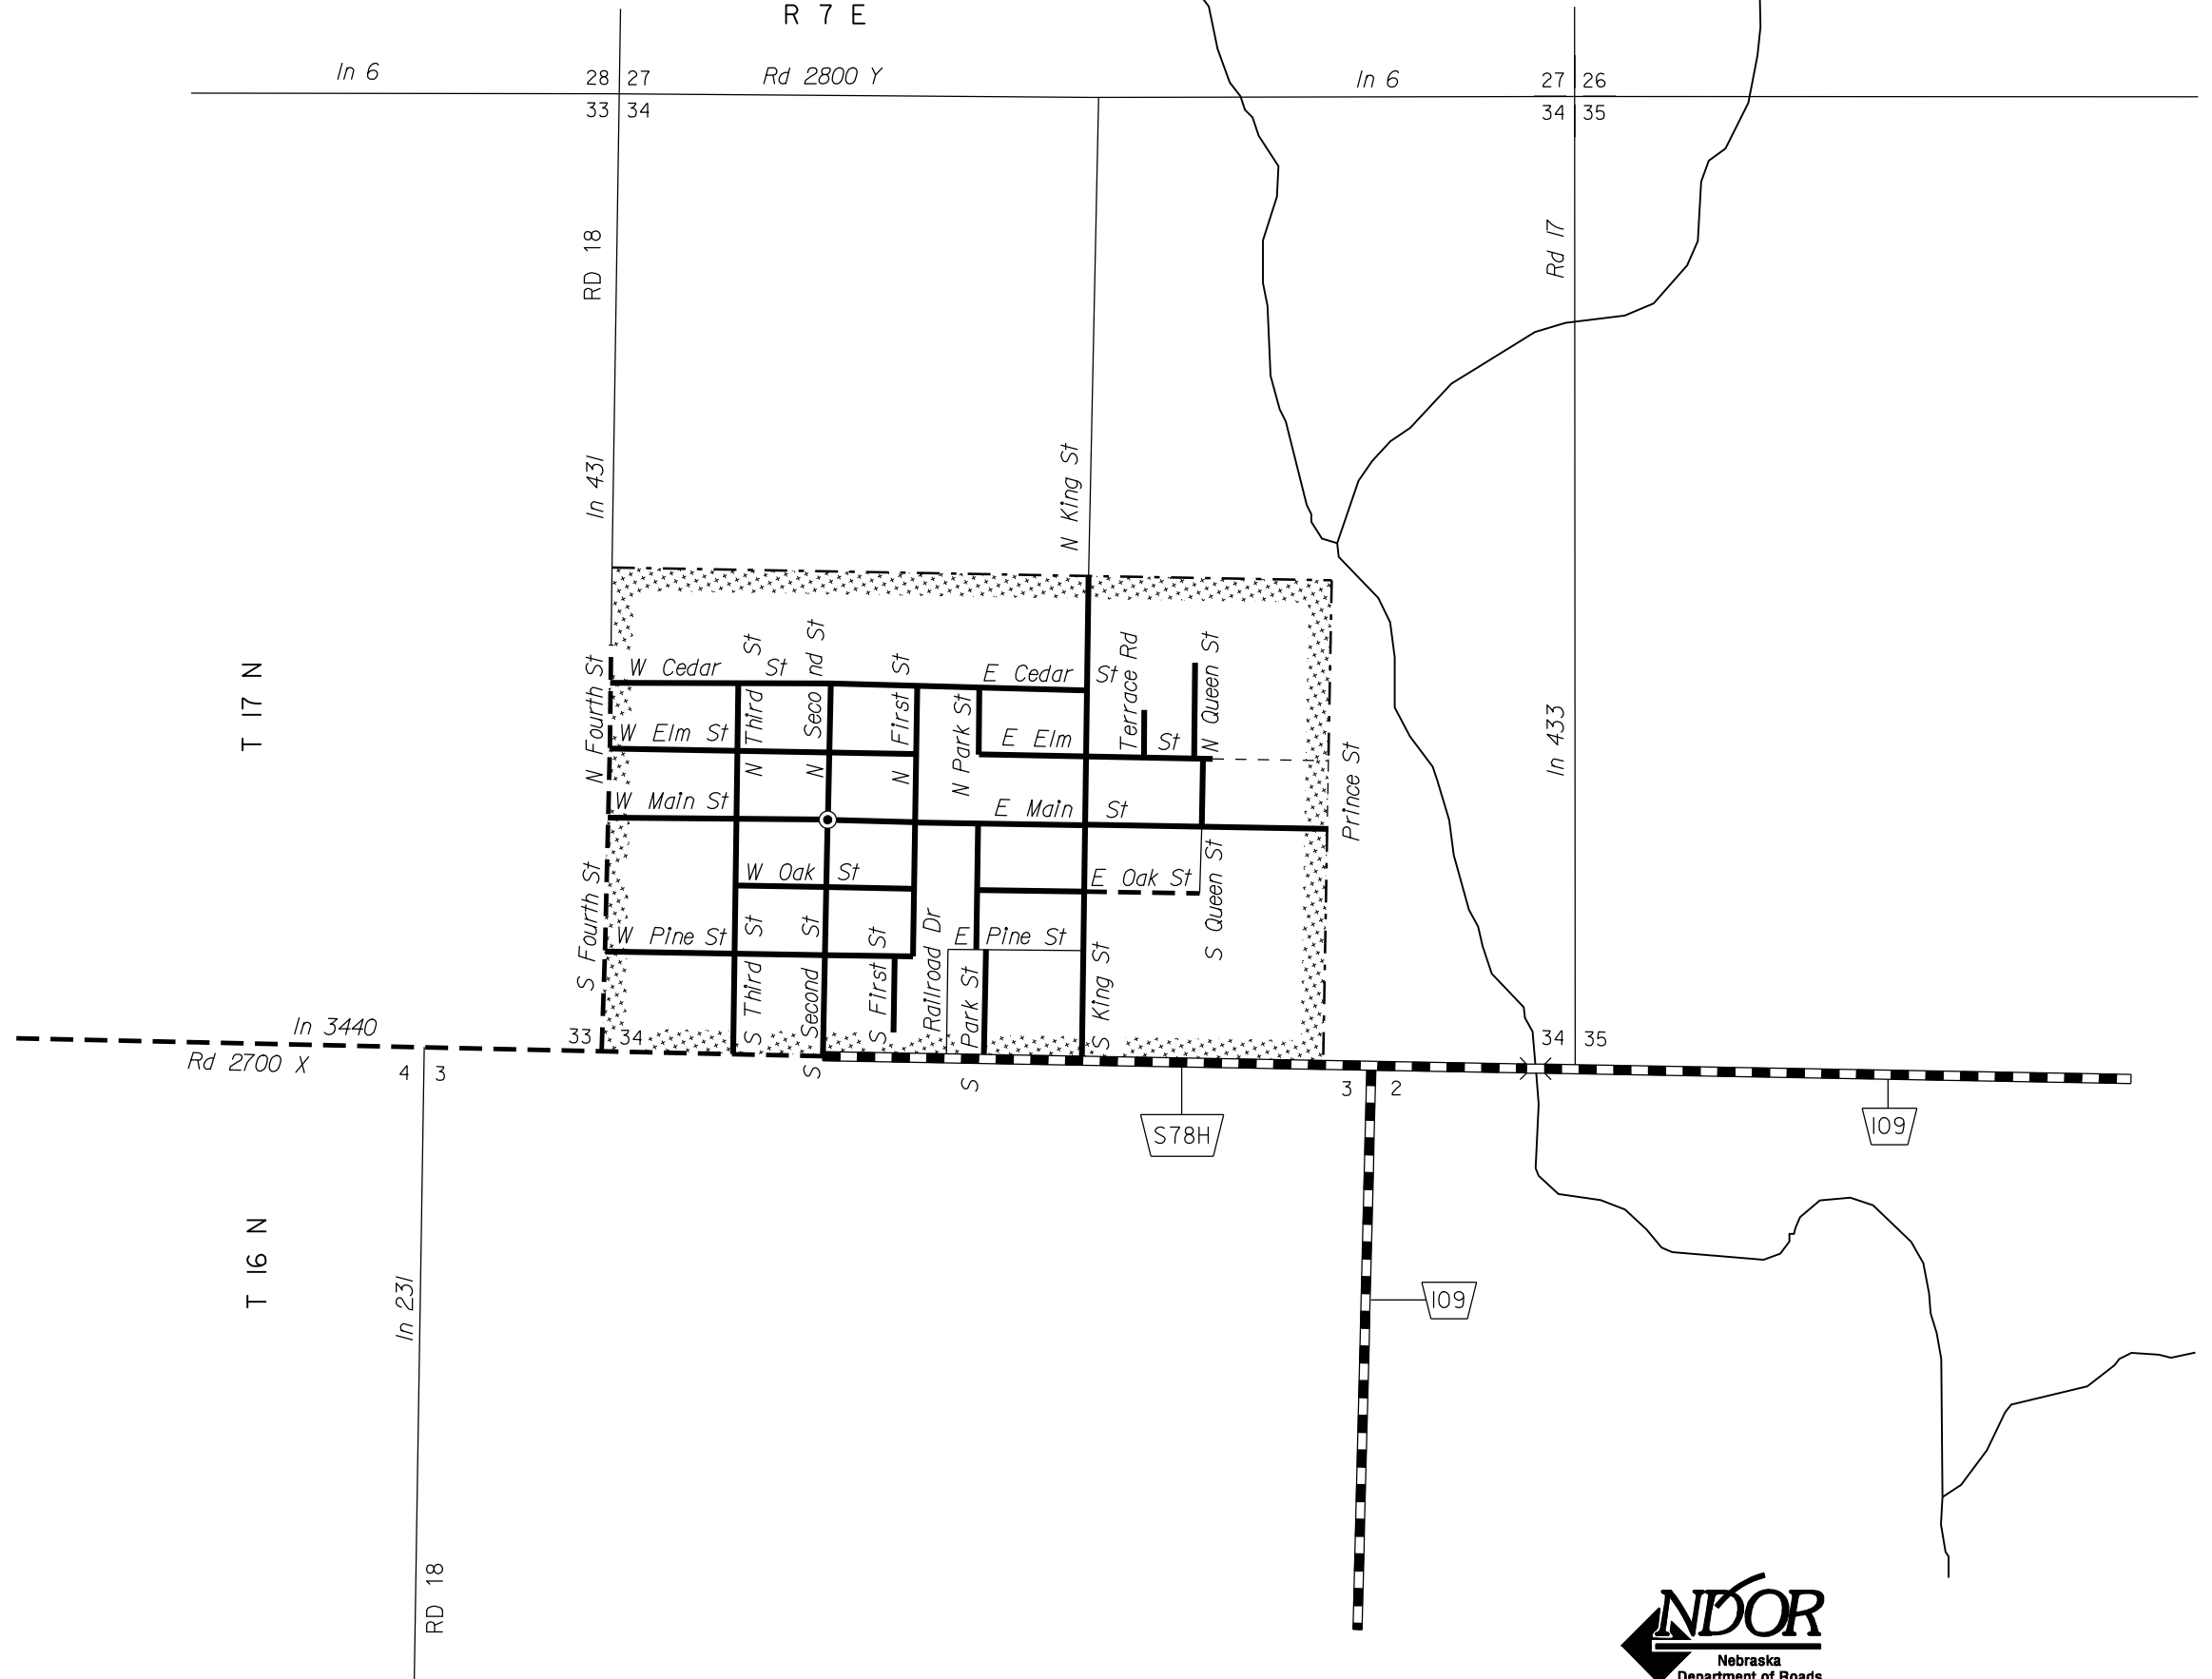 R 7 E
In 6
28 27
Rd 2800 Y
In 6
27 26
33 34
34 35
RD 18
Rd 17
In 431
N King St
T 17 N
N Fourth St
W Cedar St
N Third St
N Second St
N First St
E Cedar St
Terrace Rd
N Queen St
W Elm St
N Park St
E Elm St
In 433
Prince St
W Main St
E Main St
S Fourth St
W Oak St
E Oak St
S Queen St
W Pine St
E Pine St
S Third St
S Second St
S First St
Railroad Dr
S Park St
S King St
In 3440
33 34
34 35
Rd 2700 X
4 3
3 2
S78H
109
T 16 N
In 231
109
RD 18
NDOR
Nebraska
Department of Roads